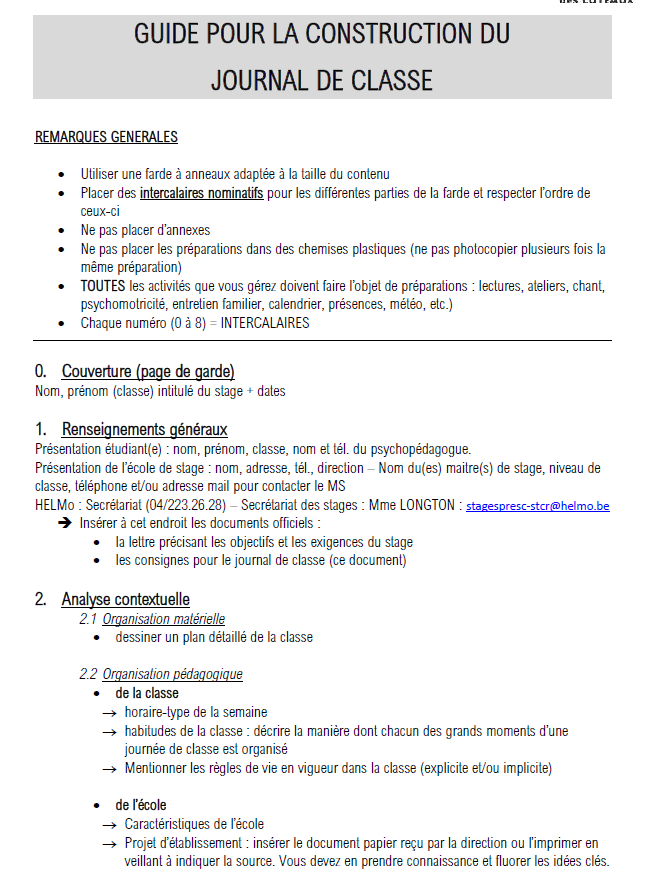 GUIDE POUR LA CONSTRUCTION DU
JOURNAL DE CLASSE
REMARQUES GENERALES
• Utiliser une farde à anneaux adaptée à la taille du contenu
• Placer des intercalaires nominatifs pour les différentes parties de la farde et respecter l'ordre de
ceux-ci
• Ne pas placer d'annexes
• Ne pas placer les préparations dans des chemises plastiques (ne pas photocopier plusieurs fois la
même préparation)
• TOUTES les activités que vous gérez doivent faire l'objet de préparations : lectures, ateliers, chant,
psychomotricité, entretien familier, calendrier, présences, météo, etc.)
• Chaque numéro (0 à 8) = INTERCALAIRES
0. Couverture (page de garde)
Nom, prénom (classe) intitulé du stage + dates
1. Renseignements généraux
Présentation étudiant(e) : nom, prénom, classe, nom et tél. du psychopédagogue.
Présentation de l'école de stage : nom, adresse, tél., direction – Nom du(es) maitre(s) de stage, niveau de
classe, téléphone et/ou adresse mail pour contacter le MS
HELMo : Secrétariat (04/223.26.28) – Secrétariat des stages : Mme LONGTON : stagespresc-stcr@helmo.be
➔ Insérer à cet endroit les documents officiels :
• la lettre précisant les objectifs et les exigences du stage
• les consignes pour le journal de classe (ce document)
2. Analyse contextuelle
2.1 Organisation matérielle
• dessiner un plan détaillé de la classe
2.2 Organisation pédagogique
• de la classe
→ horaire-type de la semaine
→ habitudes de la classe : décrire la manière dont chacun des grands moments d'une
journée de classe est organisé
→ Mentionner les règles de vie en vigueur dans la classe (explicite et/ou implicite)
• de l'école
→ Caractéristiques de l'école
→ Projet d'établissement : insérer le document papier reçu par la direction ou l'imprimer en
veillant à indiquer la source. Vous devez en prendre connaissance et fluorer les idées clés.